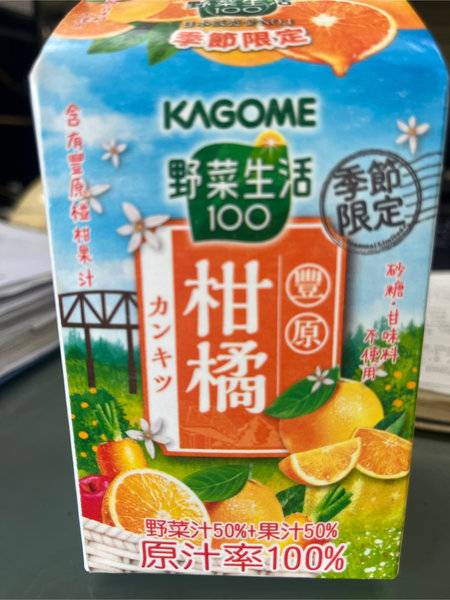 季節限定
KAGOME
野菜生活
100
季節
限定
含有豐原椪柑果汁
豐原
柑橘
カンキツ
砂糖・甘味料
不使用
野菜汁50%+果汁50%
原汁率100%